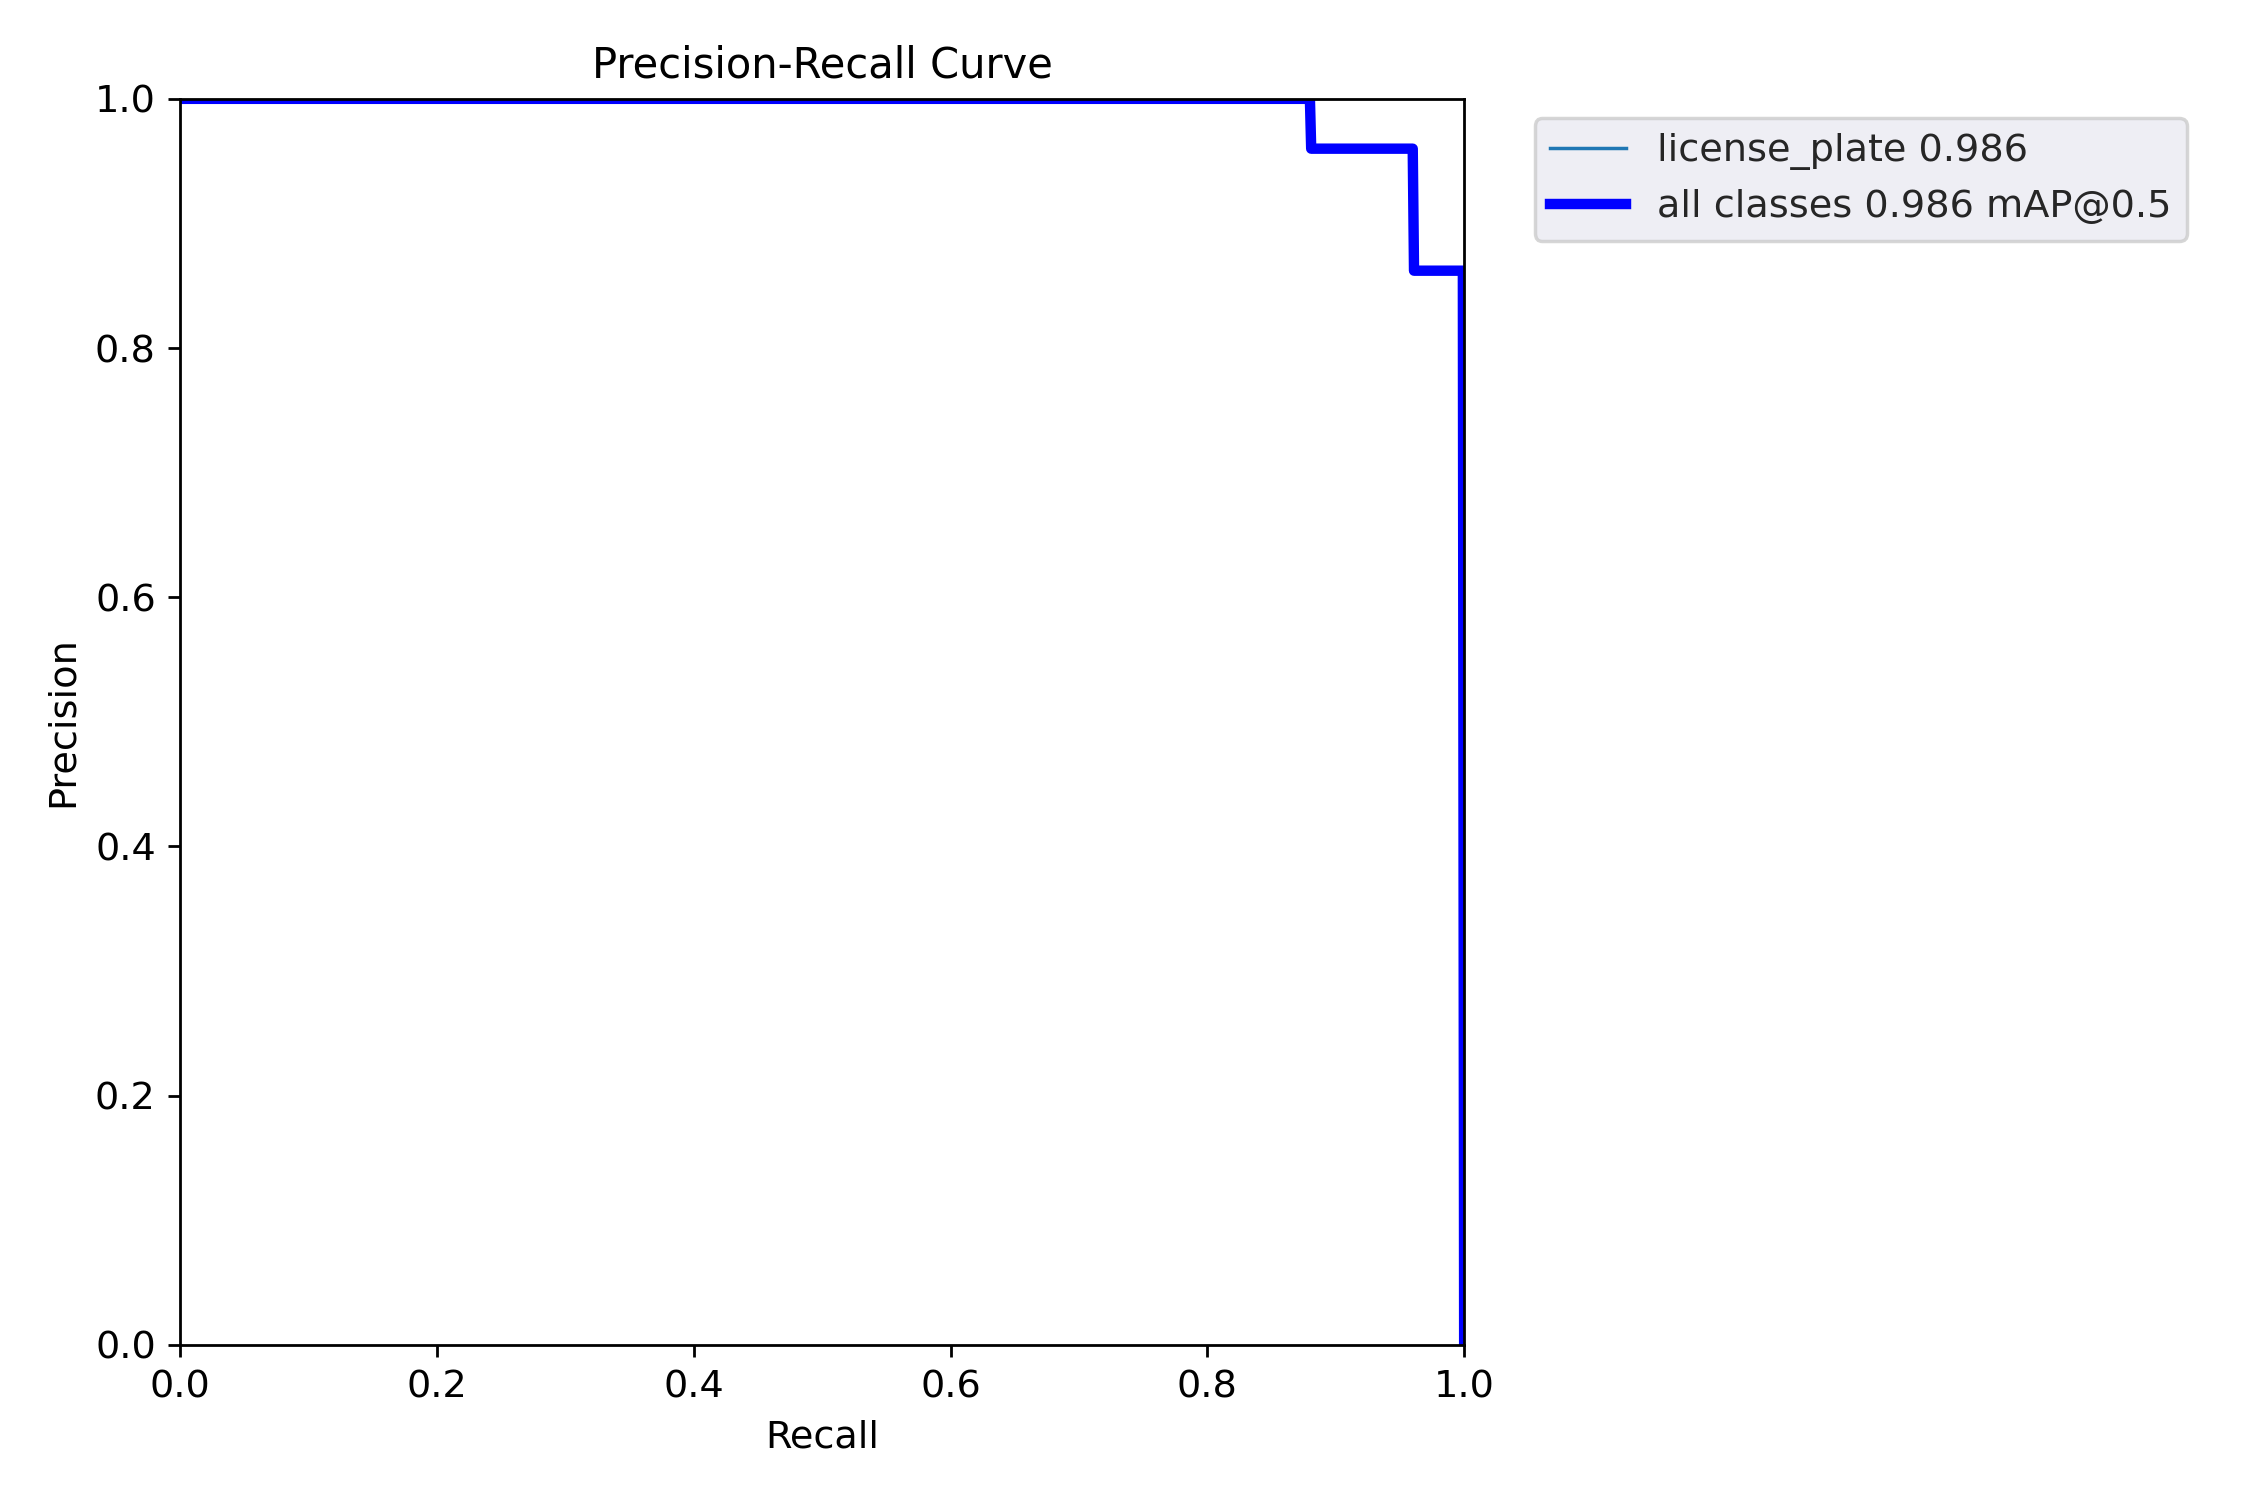 Precision-Recall Curve
1.0
0.8
0.6
0.4
0.2
0.0
Precision
0.0 0.2 0.4 0.6 0.8 1.0
Recall
license_plate 0.986
all classes 0.986 mAP@0.5